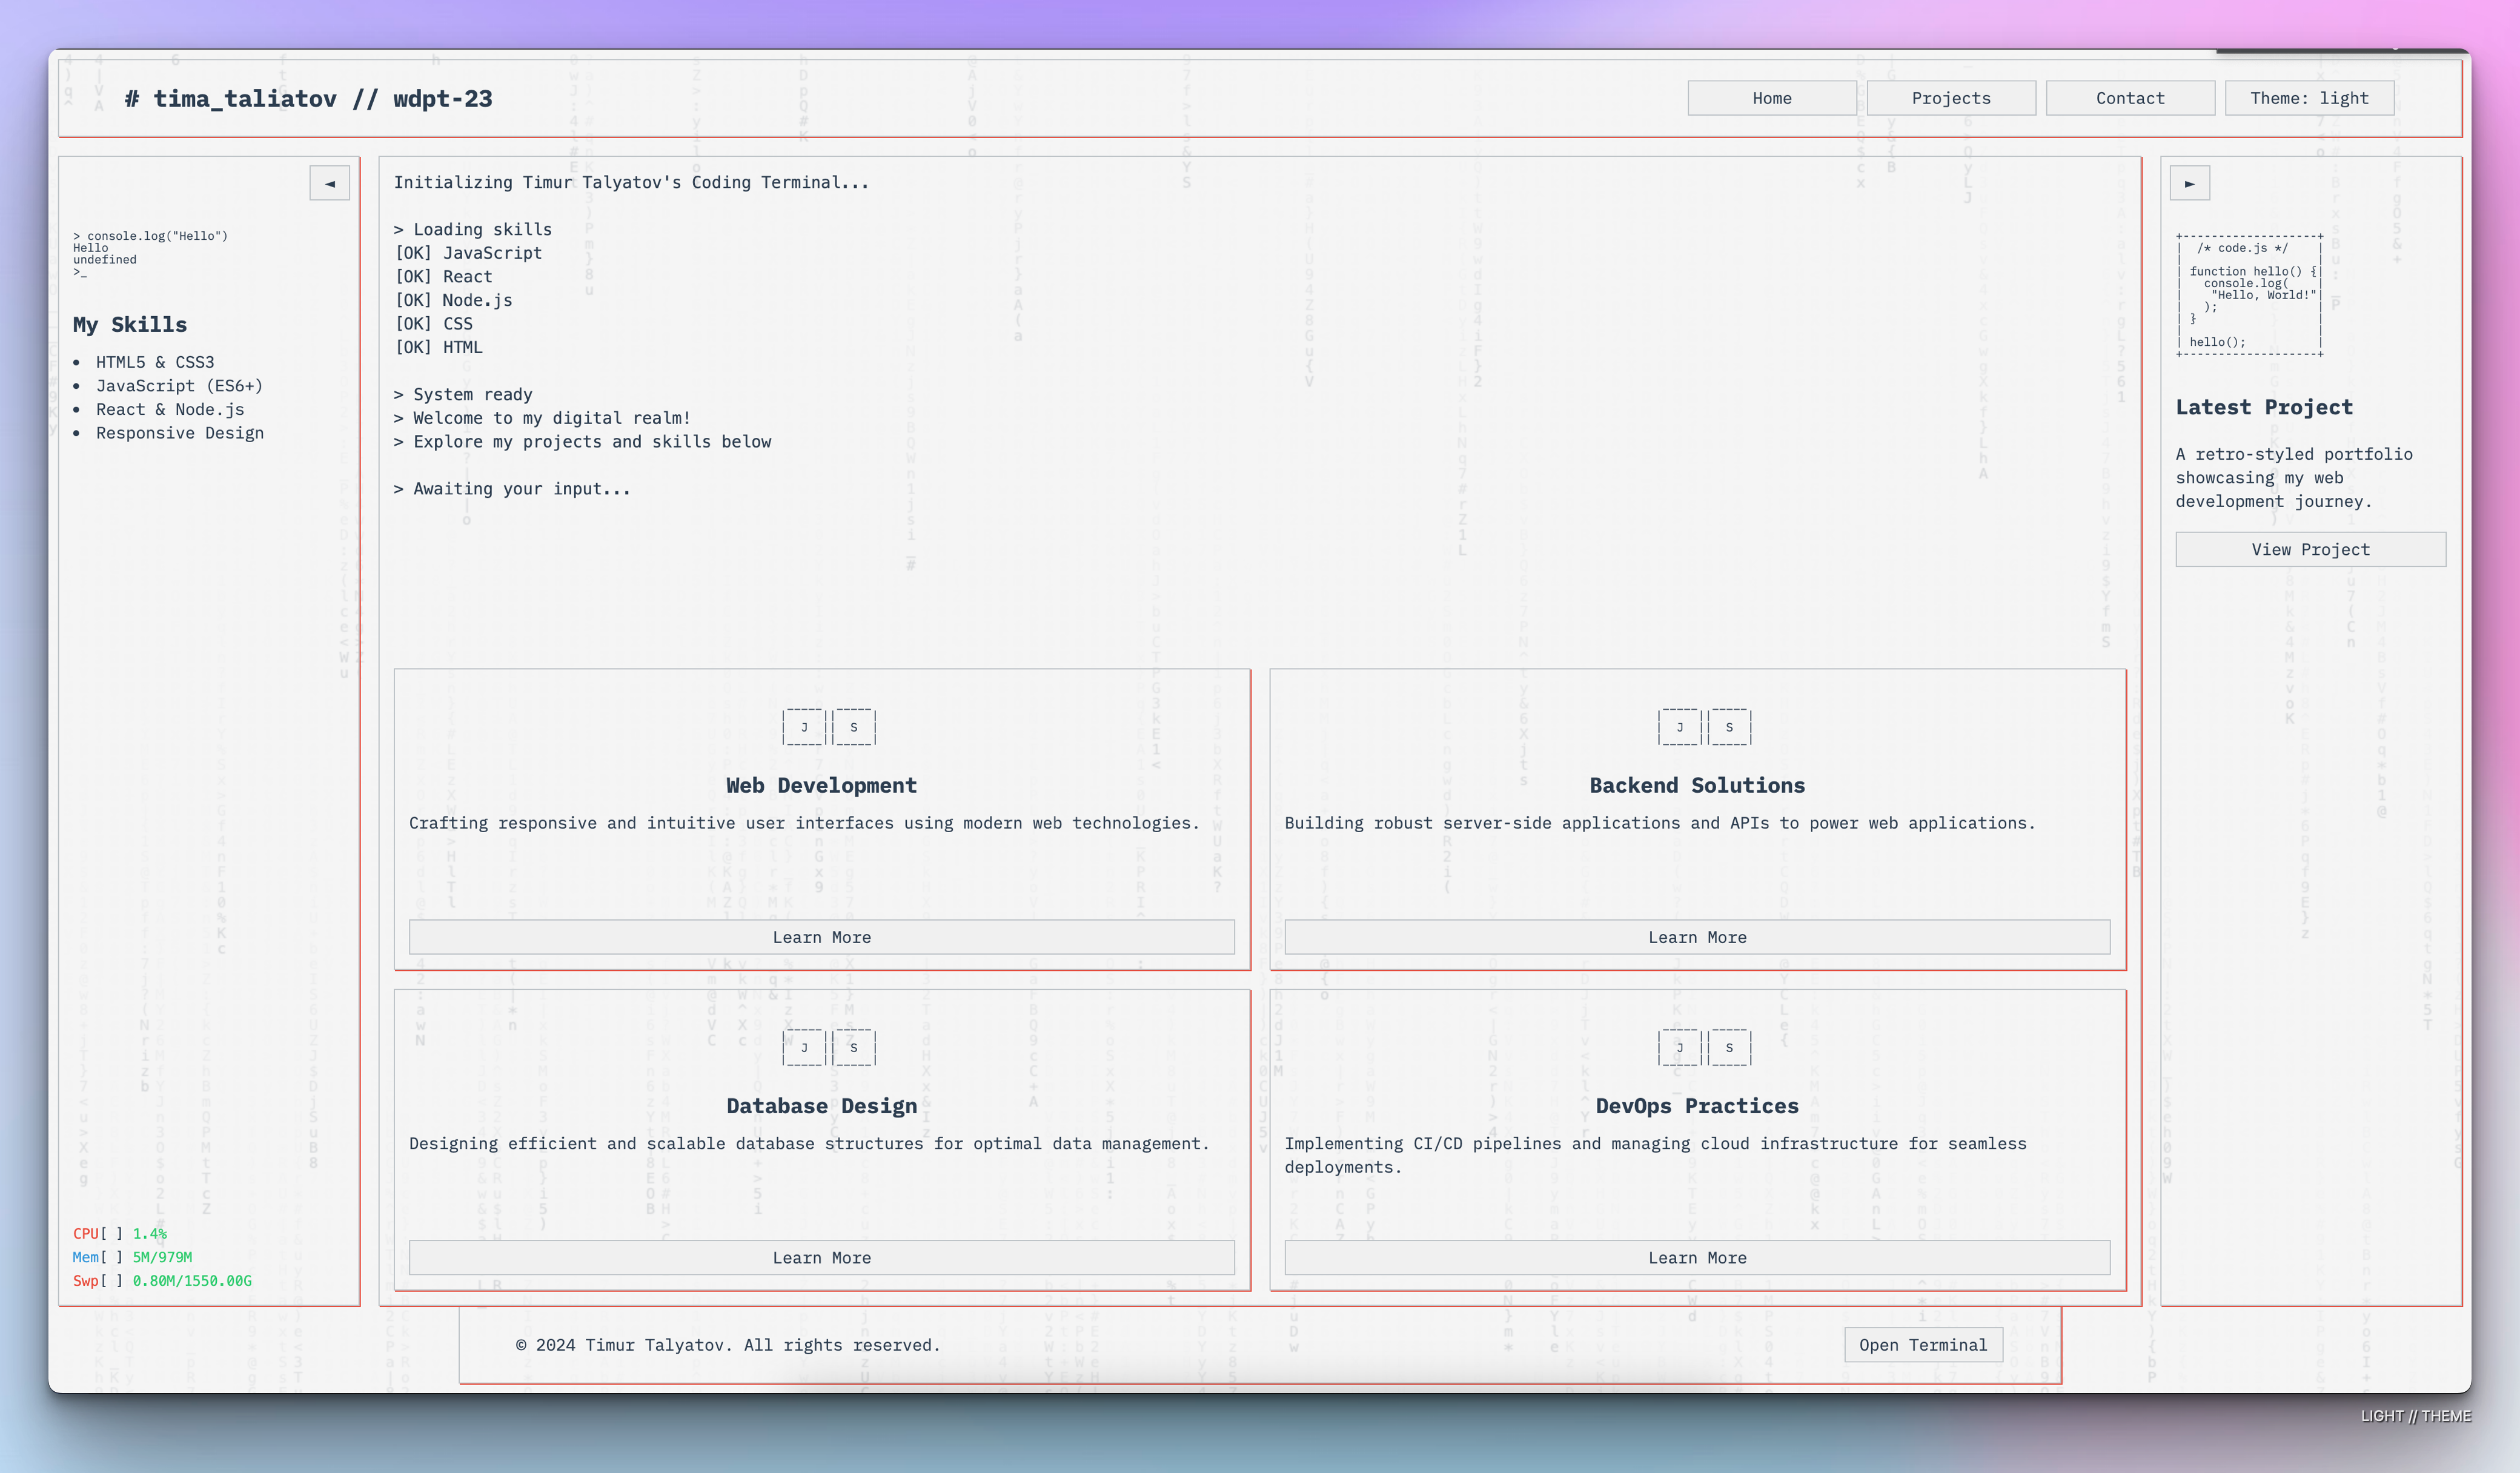 # tima_taliatov // wdpt-23
Home
Projects
Contact
Theme: light
◄
> console.log("Hello")
Hello
undefined
>_
My Skills
• HTML5 & CSS3
• JavaScript (ES6+)
• React & Node.js
• Responsive Design
CPU[ ] 1.4%
Mem[ ] 5M/979M
Swp[ ] 0.80M/1550.00G
Initializing Timur Talyatov's Coding Terminal...
> Loading skills
[OK] JavaScript
[OK] React
[OK] Node.js
[OK] CSS
[OK] HTML
> System ready
> Welcome to my digital realm!
> Explore my projects and skills below
> Awaiting your input...
J S
Web Development
Crafting responsive and intuitive user interfaces using modern web technologies.
Learn More
J S
Backend Solutions
Building robust server-side applications and APIs to power web applications.
Learn More
J S
Database Design
Designing efficient and scalable database structures for optimal data management.
Learn More
J S
DevOps Practices
Implementing CI/CD pipelines and managing cloud infrastructure for seamless
deployments.
Learn More
►
/* code.js */
function hello() {
console.log(
"Hello, World!"
);
}
hello();
Latest Project
A retro-styled portfolio
showcasing my web
development journey.
View Project
© 2024 Timur Talyatov. All rights reserved.
Open Terminal
LIGHT // THEME